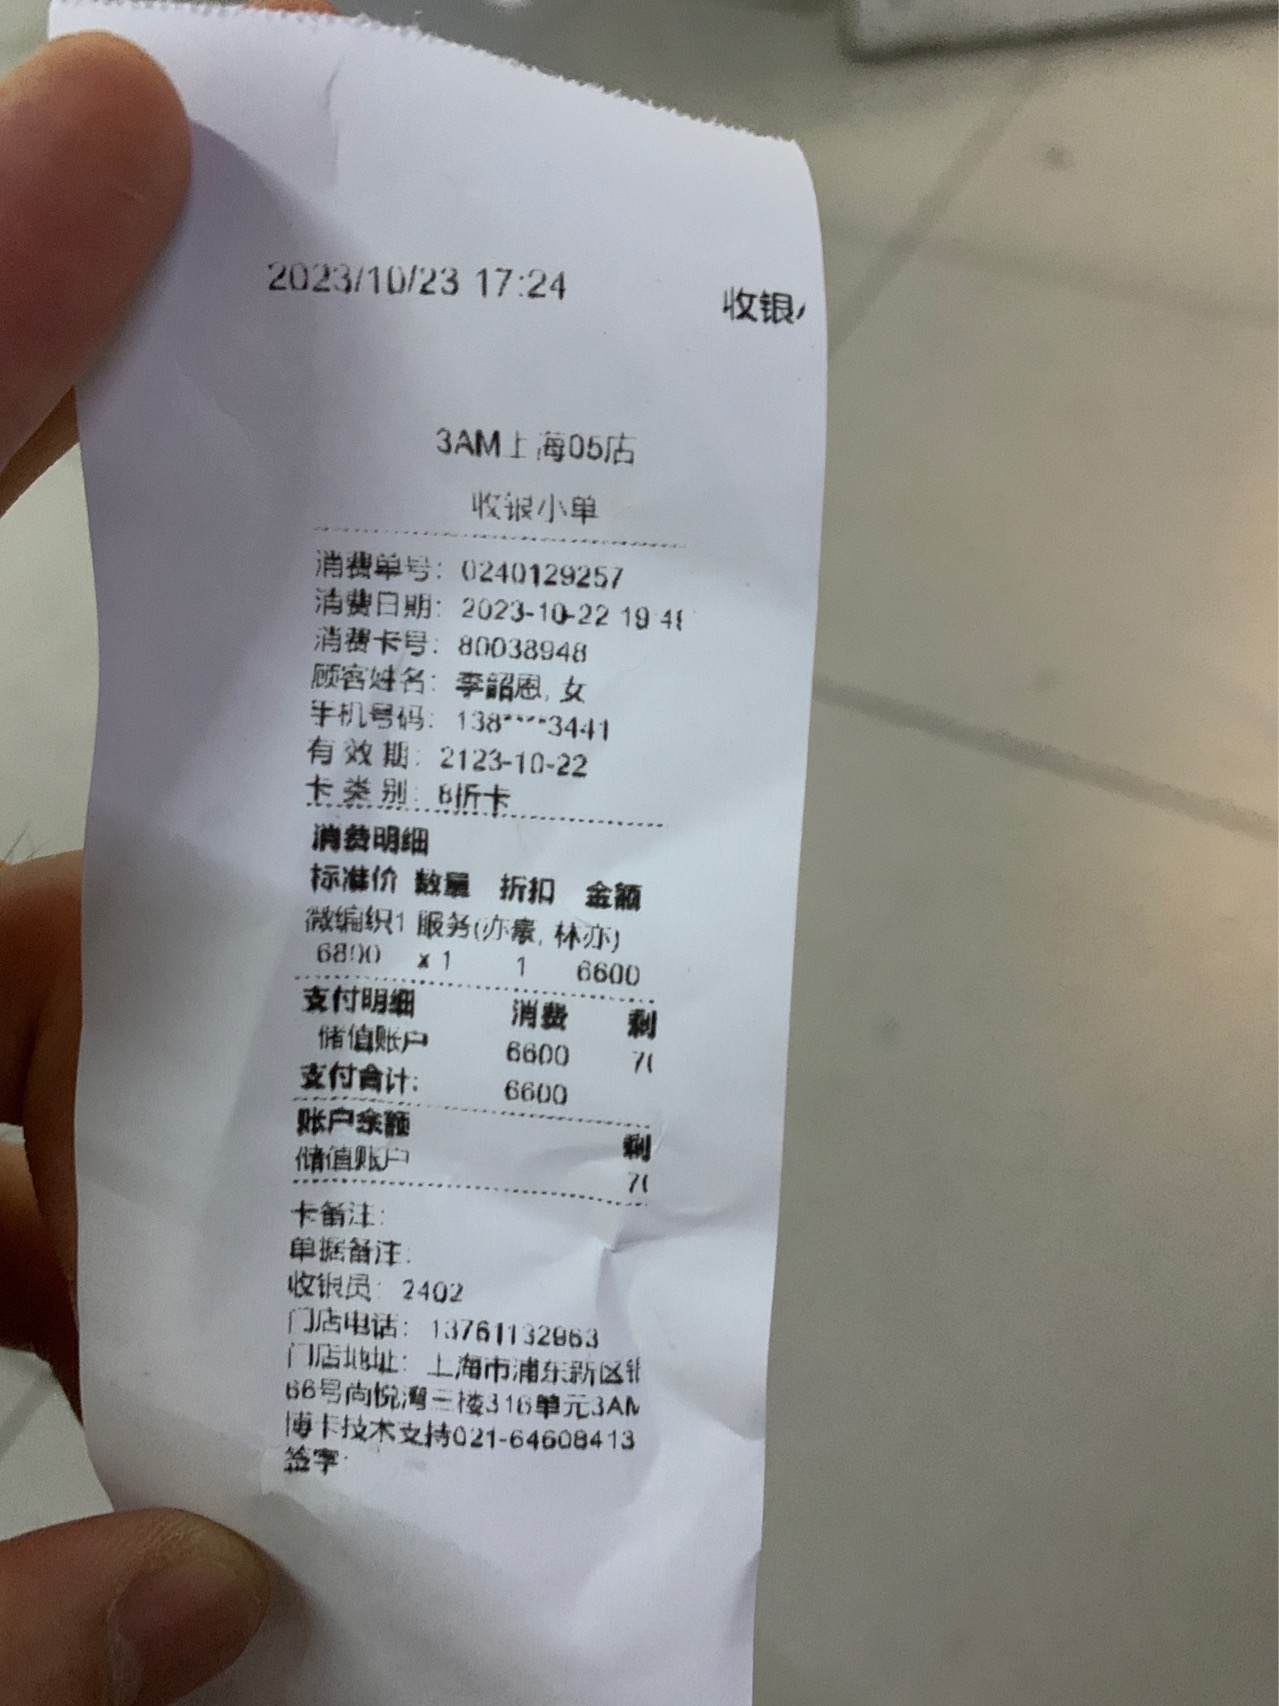 2023/10/23 17:24
收银
3AM上海05店
收银小单
消费单号: 0240129257
消费日期: 2023-10-22 19:48
消费卡号: 80038948
顾客姓名: 李韶恩, 女
手机号码: 138****3441
有 效 期: 2123-10-22
卡 类 别: 8折卡
消费明细
标准价 数量 折扣 金额
微编织1 服务(亦豪, 林亦)
6800 x 1 1 6600
支付明细 消费 剩
储值账户 6600 7
支付合计: 6600
账户余额 剩
储值账户 7
卡备注:
单据备注:
收银员: 2402
门店电话: 13761132963
门店地址: 上海市浦东新区
66号尚悦湾三楼316单元3AM
博卡技术支持021-64608413
签字: